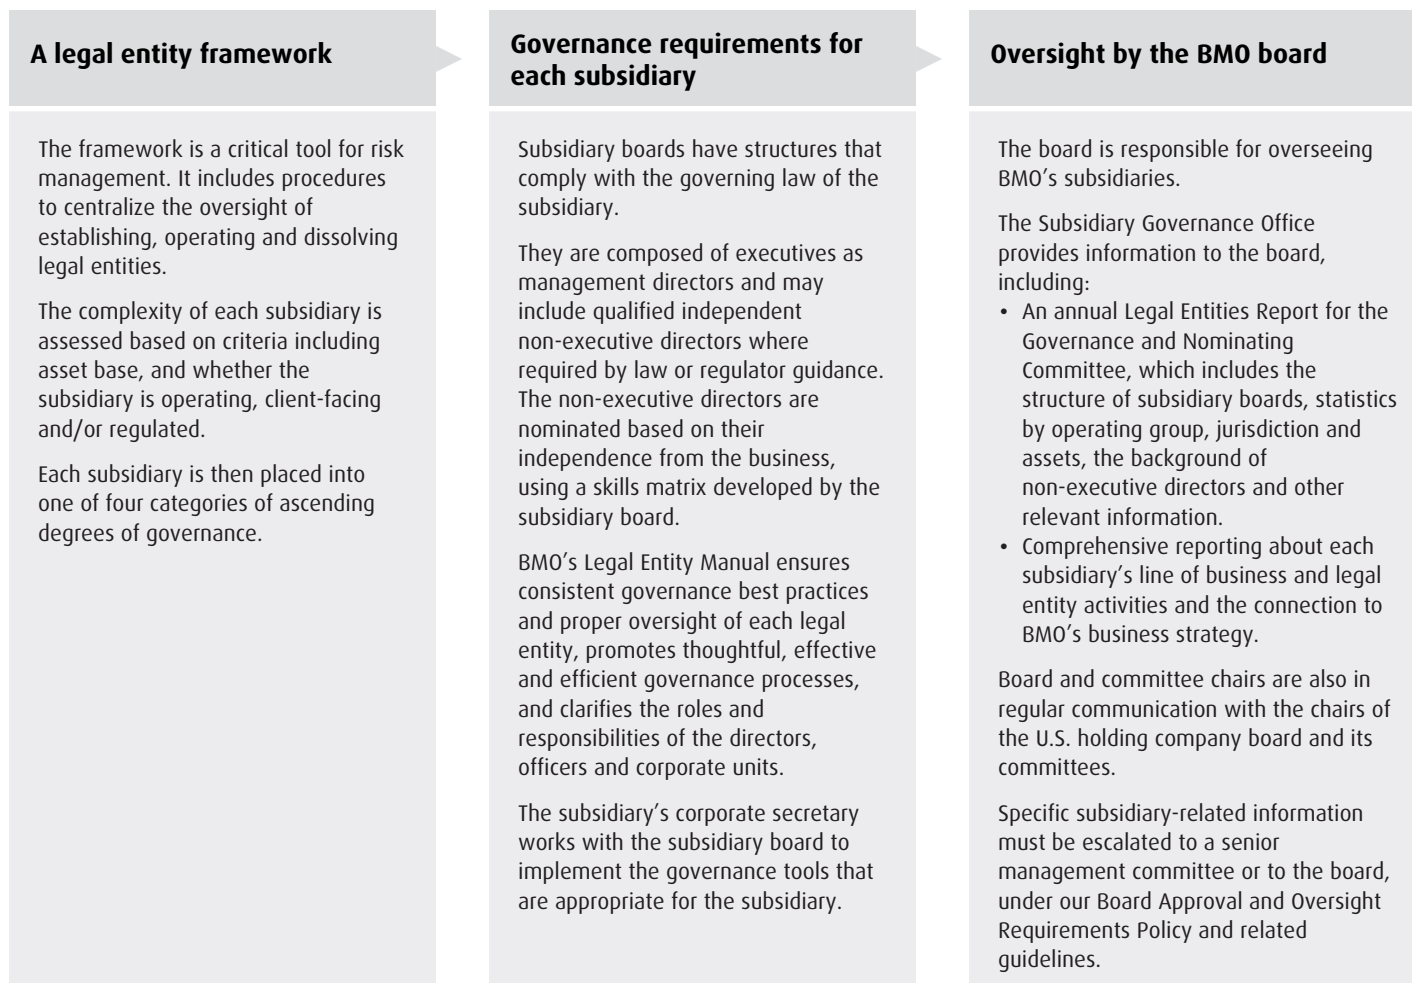 A legal entity framework
The framework is a critical tool for risk
management. It includes procedures
to centralize the oversight of
establishing, operating and dissolving
legal entities.
The complexity of each subsidiary is
assessed based on criteria including
asset base, and whether the
subsidiary is operating, client-facing
and/or regulated.
Each subsidiary is then placed into
one of four categories of ascending
degrees of governance.
Governance requirements for
each subsidiary
Subsidiary boards have structures that
comply with the governing law of the
subsidiary.
They are composed of executives as
management directors and may
include qualified independent
non-executive directors where
required by law or regulator guidance.
The non-executive directors are
nominated based on their
independence from the business,
using a skills matrix developed by the
subsidiary board.
BMO's Legal Entity Manual ensures
consistent governance best practices
and proper oversight of each legal
entity, promotes thoughtful, effective
and efficient governance processes,
and clarifies the roles and
responsibilities of the directors,
officers and corporate units.
The subsidiary's corporate secretary
works with the subsidiary board to
implement the governance tools that
are appropriate for the subsidiary.
Oversight by the BMO board
The board is responsible for overseeing
BMO's subsidiaries.
The Subsidiary Governance Office
provides information to the board,
including:
• An annual Legal Entities Report for the
Governance and Nominating
Committee, which includes the
structure of subsidiary boards, statistics
by operating group, jurisdiction and
assets, the background of
non-executive directors and other
relevant information.
• Comprehensive reporting about each
subsidiary's line of business and legal
entity activities and the connection to
BMO's business strategy.
Board and committee chairs are also in
regular communication with the chairs of
the U.S. holding company board and its
committees.
Specific subsidiary-related information
must be escalated to a senior
management committee or to the board,
under our Board Approval and Oversight
Requirements Policy and related
guidelines.